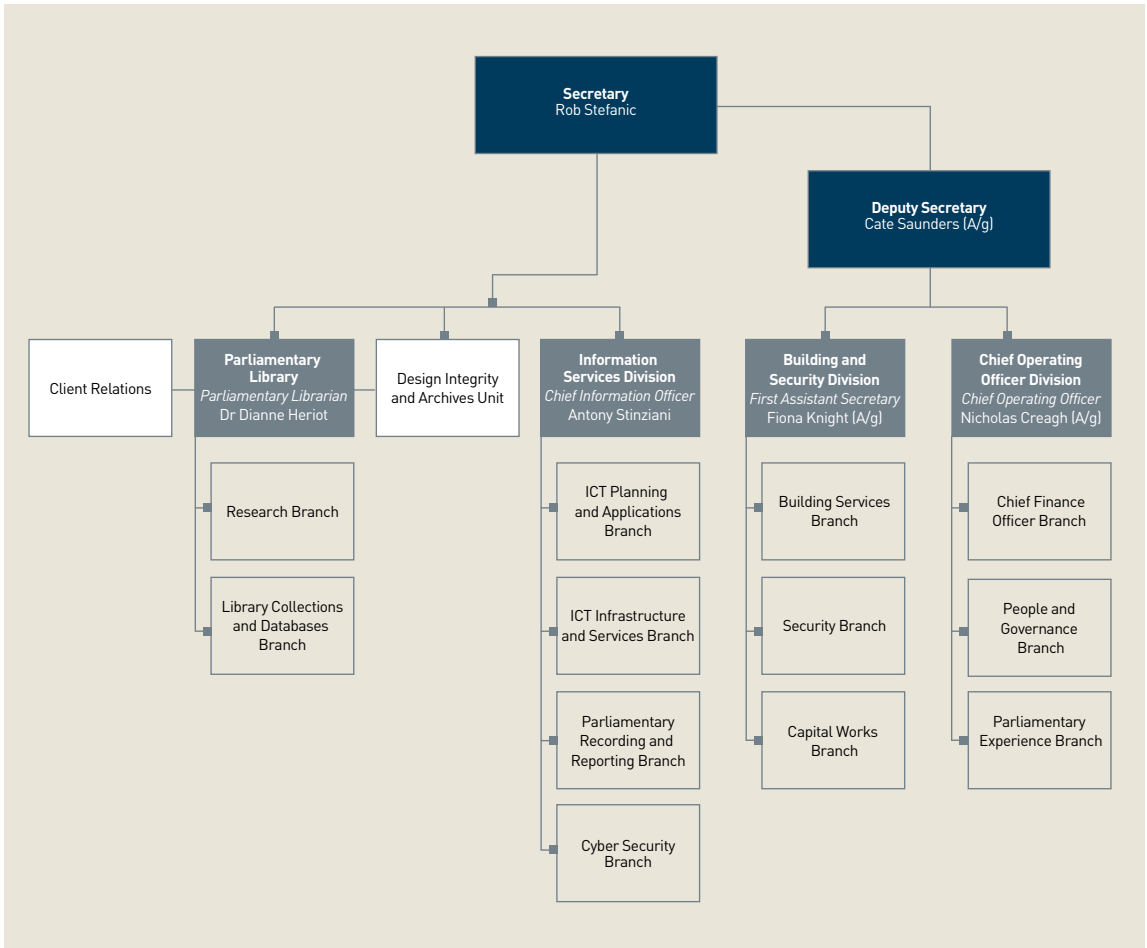 Secretary
Rob Stefanic
Deputy Secretary
Cate Saunders (A/g)
Client Relations
Parliamentary
Library
Parliamentary Librarian
Dr Dianne Heriot
Design Integrity
and Archives Unit
Information
Services Division
Chief Information Officer
Antony Stinziani
Building and
Security Division
First Assistant Secretary
Fiona Knight (A/g)
Chief Operating
Officer Division
Chief Operating Officer
Nicholas Creagh (A/g)
Research Branch
Library Collections
and Databases
Branch
ICT Planning
and Applications
Branch
ICT Infrastructure
and Services Branch
Parliamentary
Recording and
Reporting Branch
Cyber Security
Branch
Building Services
Branch
Security Branch
Capital Works
Branch
Chief Finance
Officer Branch
People and
Governance
Branch
Parliamentary
Experience Branch